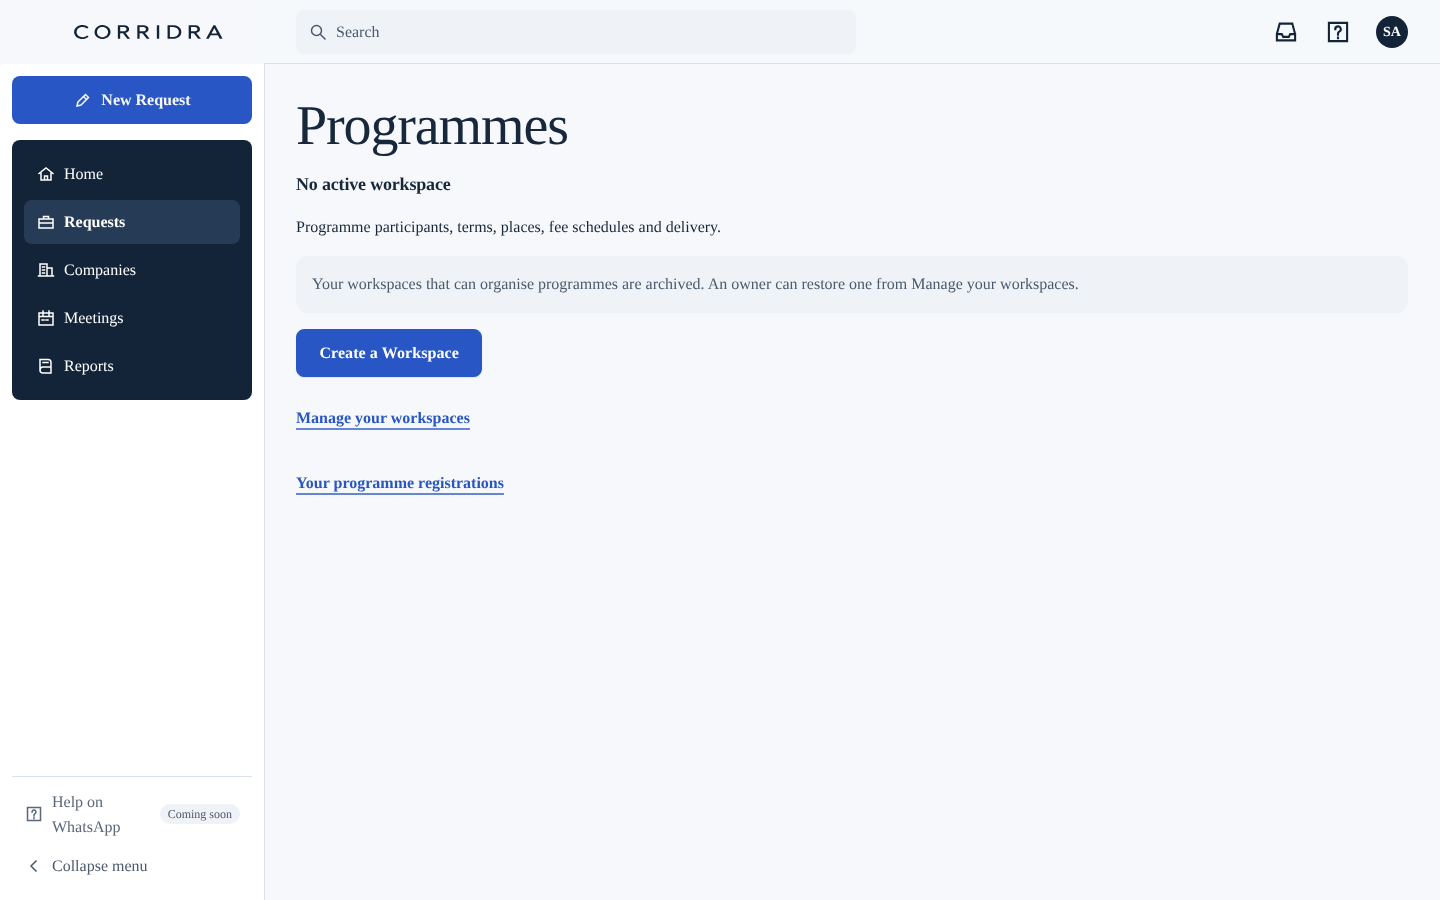 CORRIDRA
Search
SA
New Request
Home
Requests
Companies
Meetings
Reports
Programmes
No active workspace
Programme participants, terms, places, fee schedules and delivery.
Your workspaces that can organise programmes are archived. An owner can restore one from Manage your workspaces.
Create a Workspace
Manage your workspaces
Your programme registrations
Help on
WhatsApp
Coming soon
Collapse menu